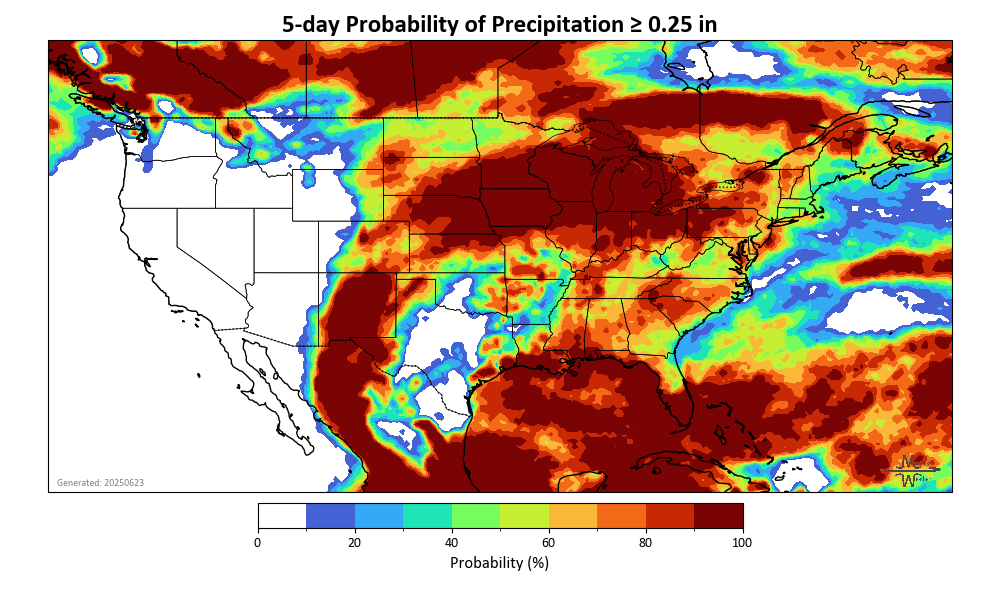 5-day Probability of Precipitation ≥ 0.25 in
Generated: 20250623
0 20 40 60 80 100
Probability (%)